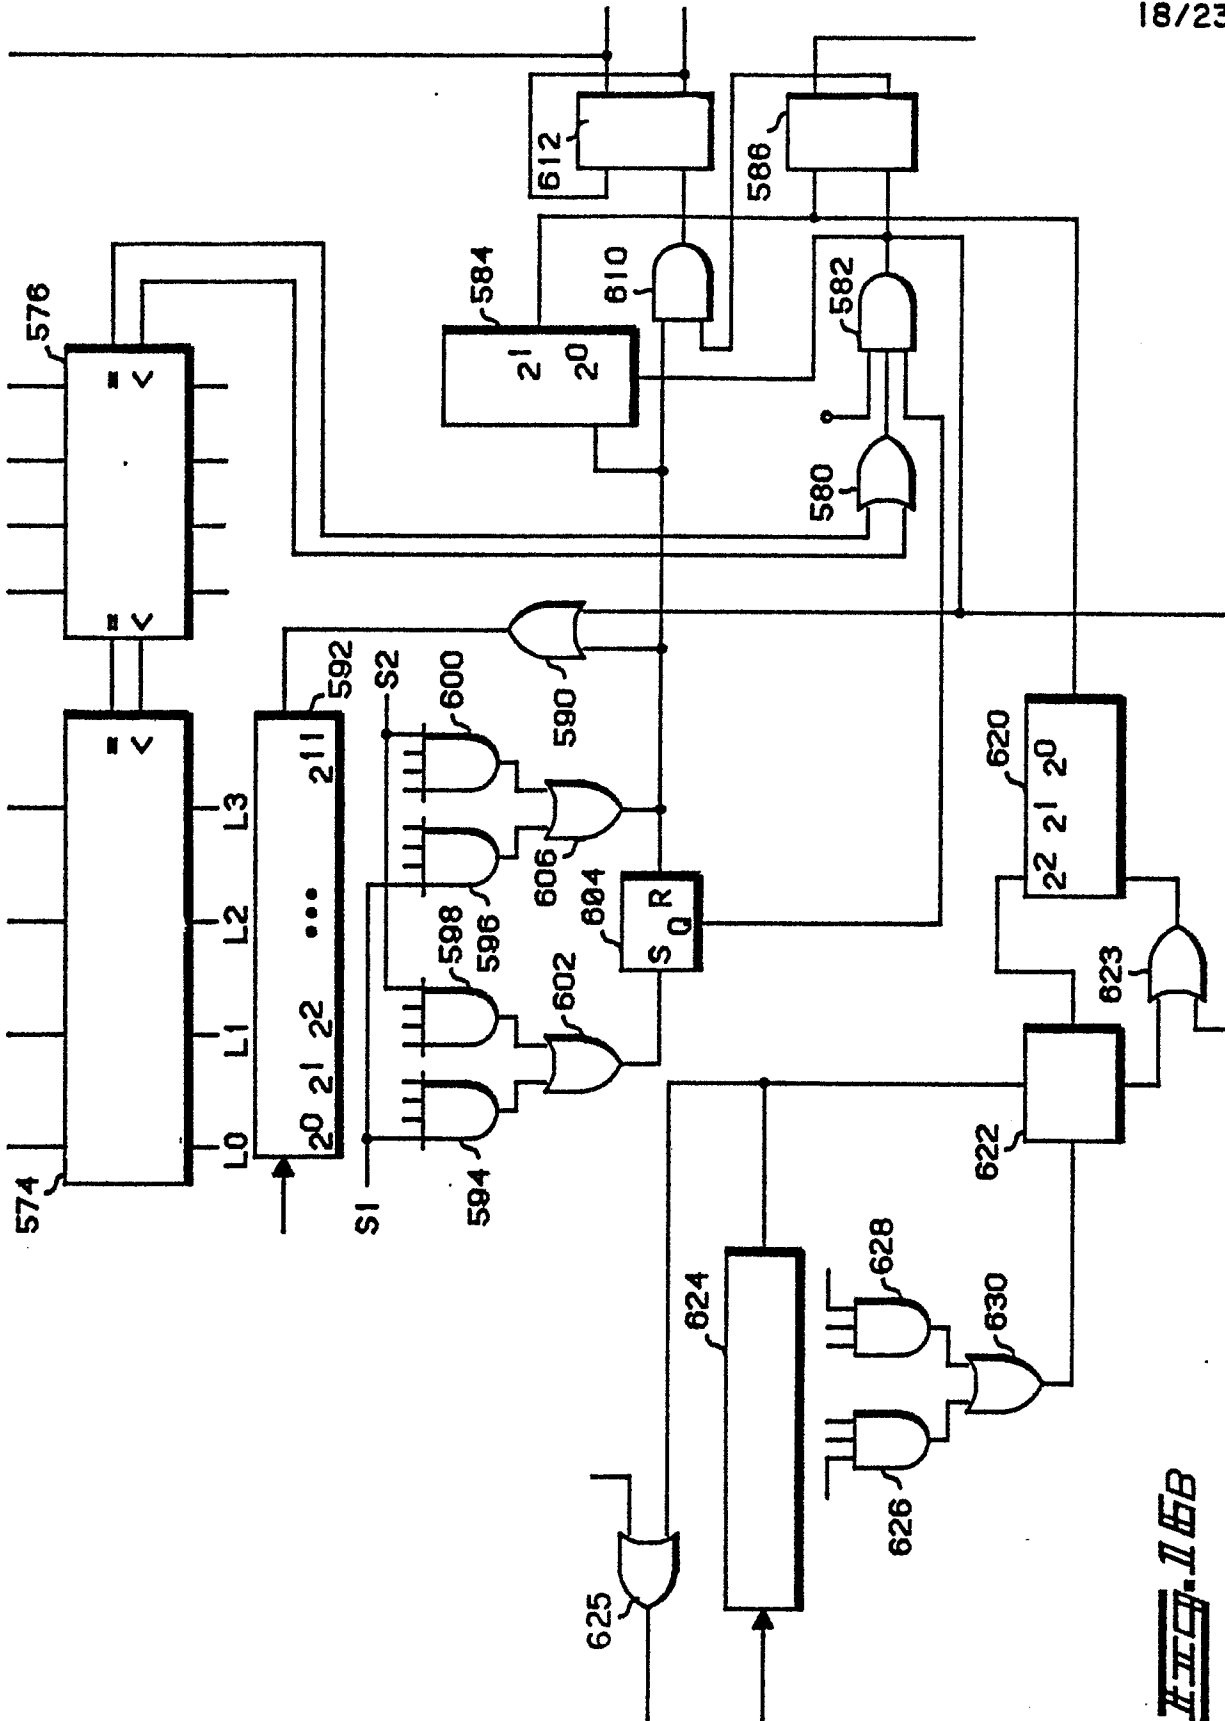 18/23
576
=
<
=
<
574
=
<
L0
L1
L2
L3
592
2⁰ 2¹ 2² ••• 2¹¹
S1
S2
594
598
596
600
602
606
604
S
R
Q
590
584
2¹
2⁰
610
612
586
582
580
620
2² 2¹ 2⁰
623
622
624
628
626
630
625
Fig. 16B